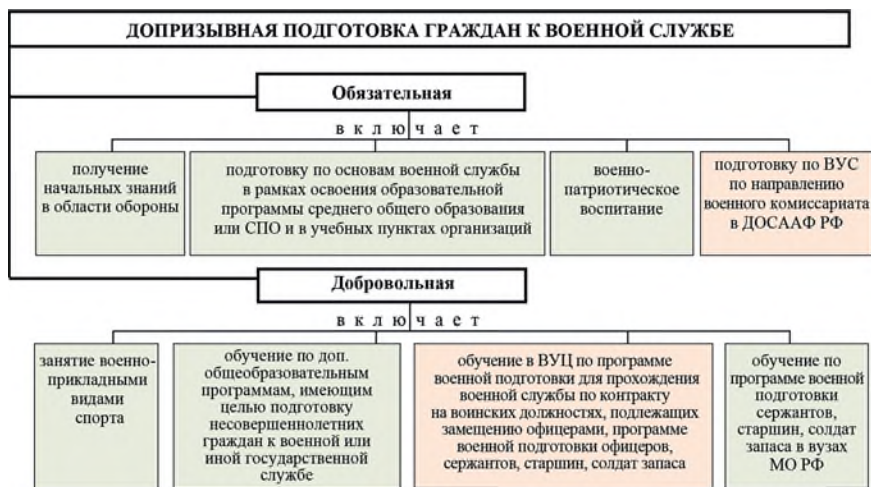 ДОПРИЗЫВНАЯ ПОДГОТОВКА ГРАЖДАН К ВОЕННОЙ СЛУЖБЕ
Обязательная
включает
получение
начальных знаний
в области обороны
подготовку по основам военной службы
в рамках освоения образовательной
программы среднего общего образования
или СПО и в учебных пунктах организаций
военно-
патриотическое
воспитание
подготовку по ВУС
по направлению
военного комиссариата
в ДОСААФ РФ
Добровольная
включает
занятие военно-
прикладными
видами
спорта
обучение по доп.
общеобразовательным
программам, имеющим
целью подготовку
несовершеннолетних
граждан к военной или
иной государственной
службе
обучение в ВУЦ по программе
военной подготовки для прохождения
военной службы по контракту
на воинских должностях, подлежащих
замещению офицерами, программе
военной подготовки офицеров,
сержантов, старшин, солдат запаса
обучение по
программе военной
подготовки
сержантов,
старшин, солдат
запаса в вузах
МО РФ